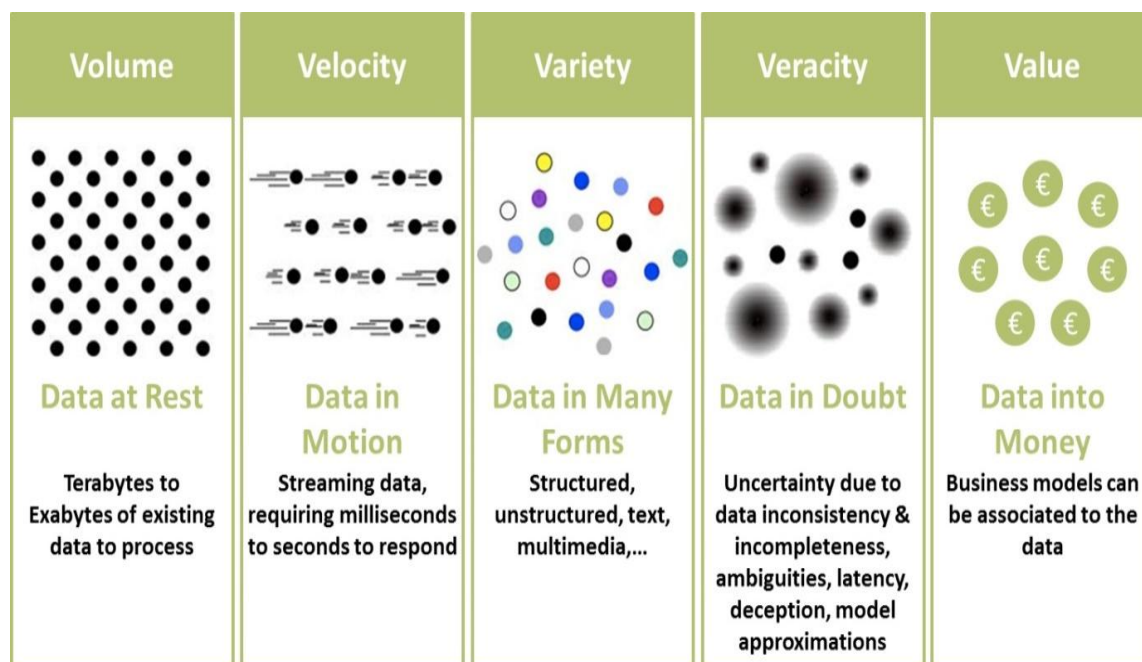 Volume
Velocity
Variety
Veracity
Value
€
€
€
€
€
€
€
€
Data at Rest
Terabytes to
Exabytes of existing
data to process
Data in
Motion
Streaming data,
requiring milliseconds
to seconds to respond
Data in Many
Forms
Structured,
unstructured, text,
multimedia,...
Data in Doubt
Uncertainty due to
data inconsistency &
incompleteness,
ambiguities, latency,
deception, model
approximations
Data into
Money
Business models can
be associated to the
data